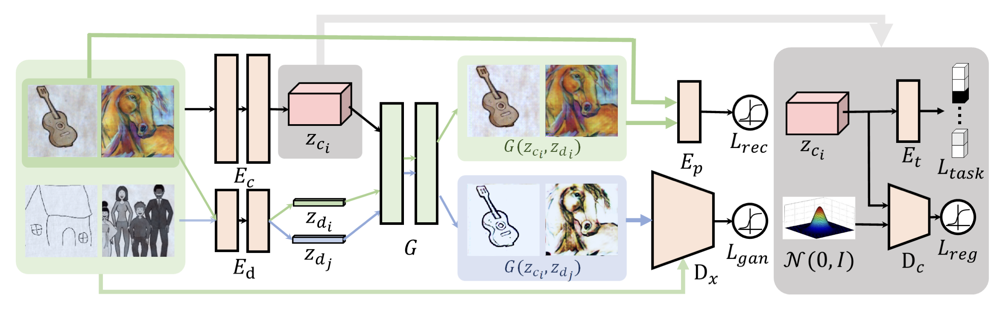 E_c
z_{c_i}
E_d
z_{d_i}
z_{d_j}
G
G(z_{c_i}, z_{d_i})
G(z_{c_i}, z_{d_j})
E_p
L_{rec}
D_x
L_{gan}
z_{c_i}
E_t
L_{task}
𝒩(0, I)
D_c
L_{reg}